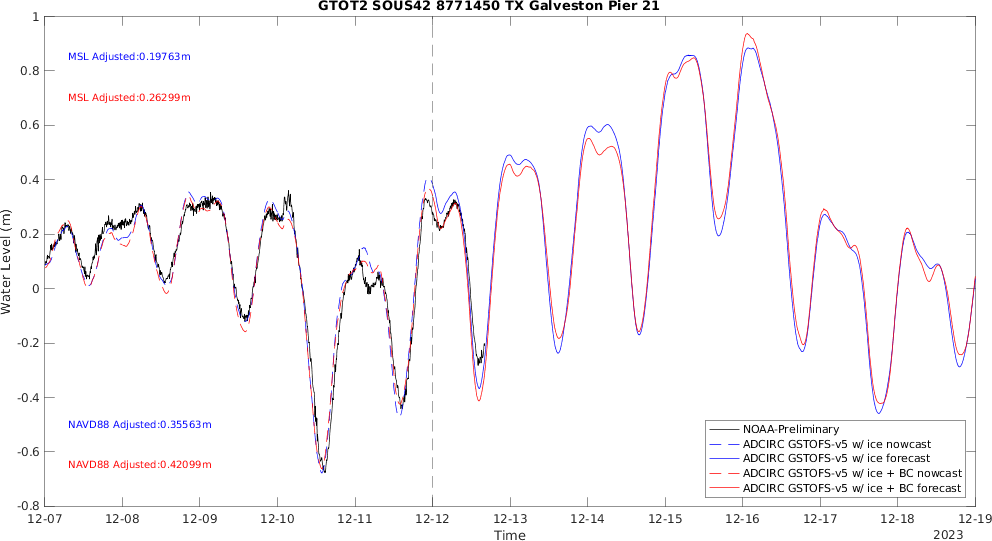 GTOT2 SOUS42 8771450 TX Galveston Pier 21
1
0.8
0.6
0.4
0.2
0
-0.2
-0.4
-0.6
-0.8
Water Level (m)
MSL Adjusted:0.19763m
MSL Adjusted:0.26299m
NAVD88 Adjusted:0.35563m
NAVD88 Adjusted:0.42099m
NOAA-Preliminary
ADCIRC GSTOFS-v5 w/ ice nowcast
ADCIRC GSTOFS-v5 w/ ice forecast
ADCIRC GSTOFS-v5 w/ ice + BC nowcast
ADCIRC GSTOFS-v5 w/ ice + BC forecast
12-07 12-08 12-09 12-10 12-11 12-12 12-13 12-14 12-15 12-16 12-17 12-18 12-19
Time
2023